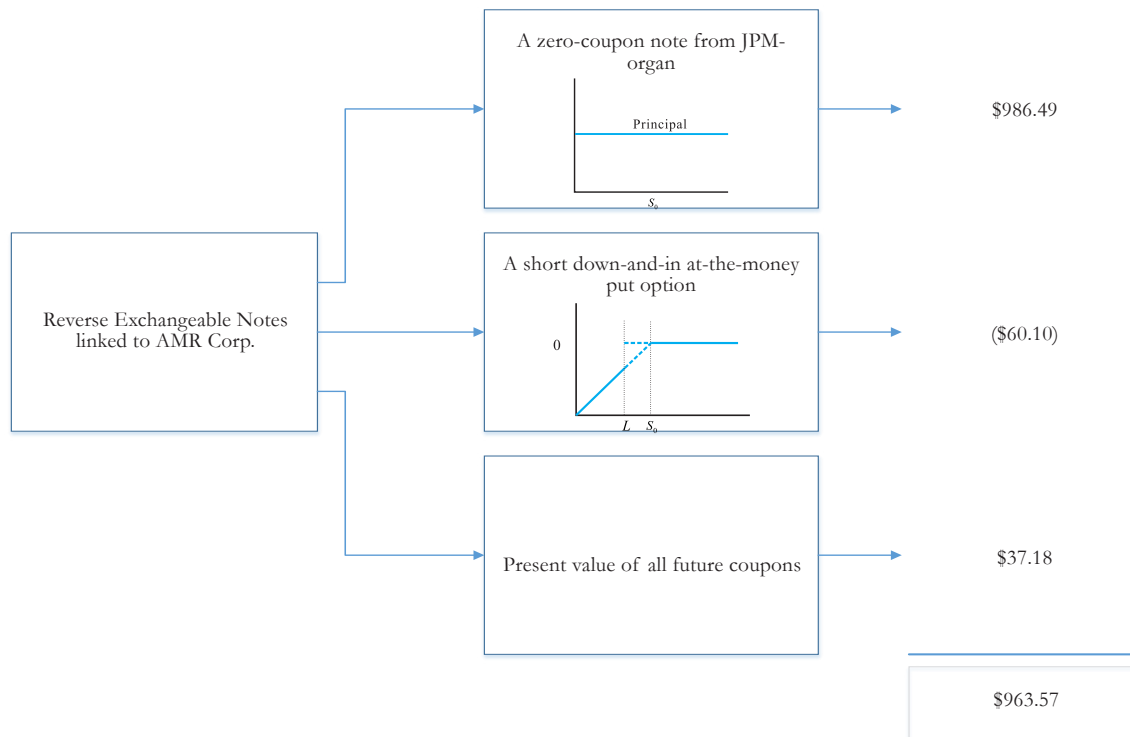 A zero-coupon note from JPM-
organ
Principal
S₀
$986.49
Reverse Exchangeable Notes
linked to AMR Corp.
A short down-and-in at-the-money
put option
0
L S₀
($60.10)
Present value of all future coupons
$37.18
$963.57